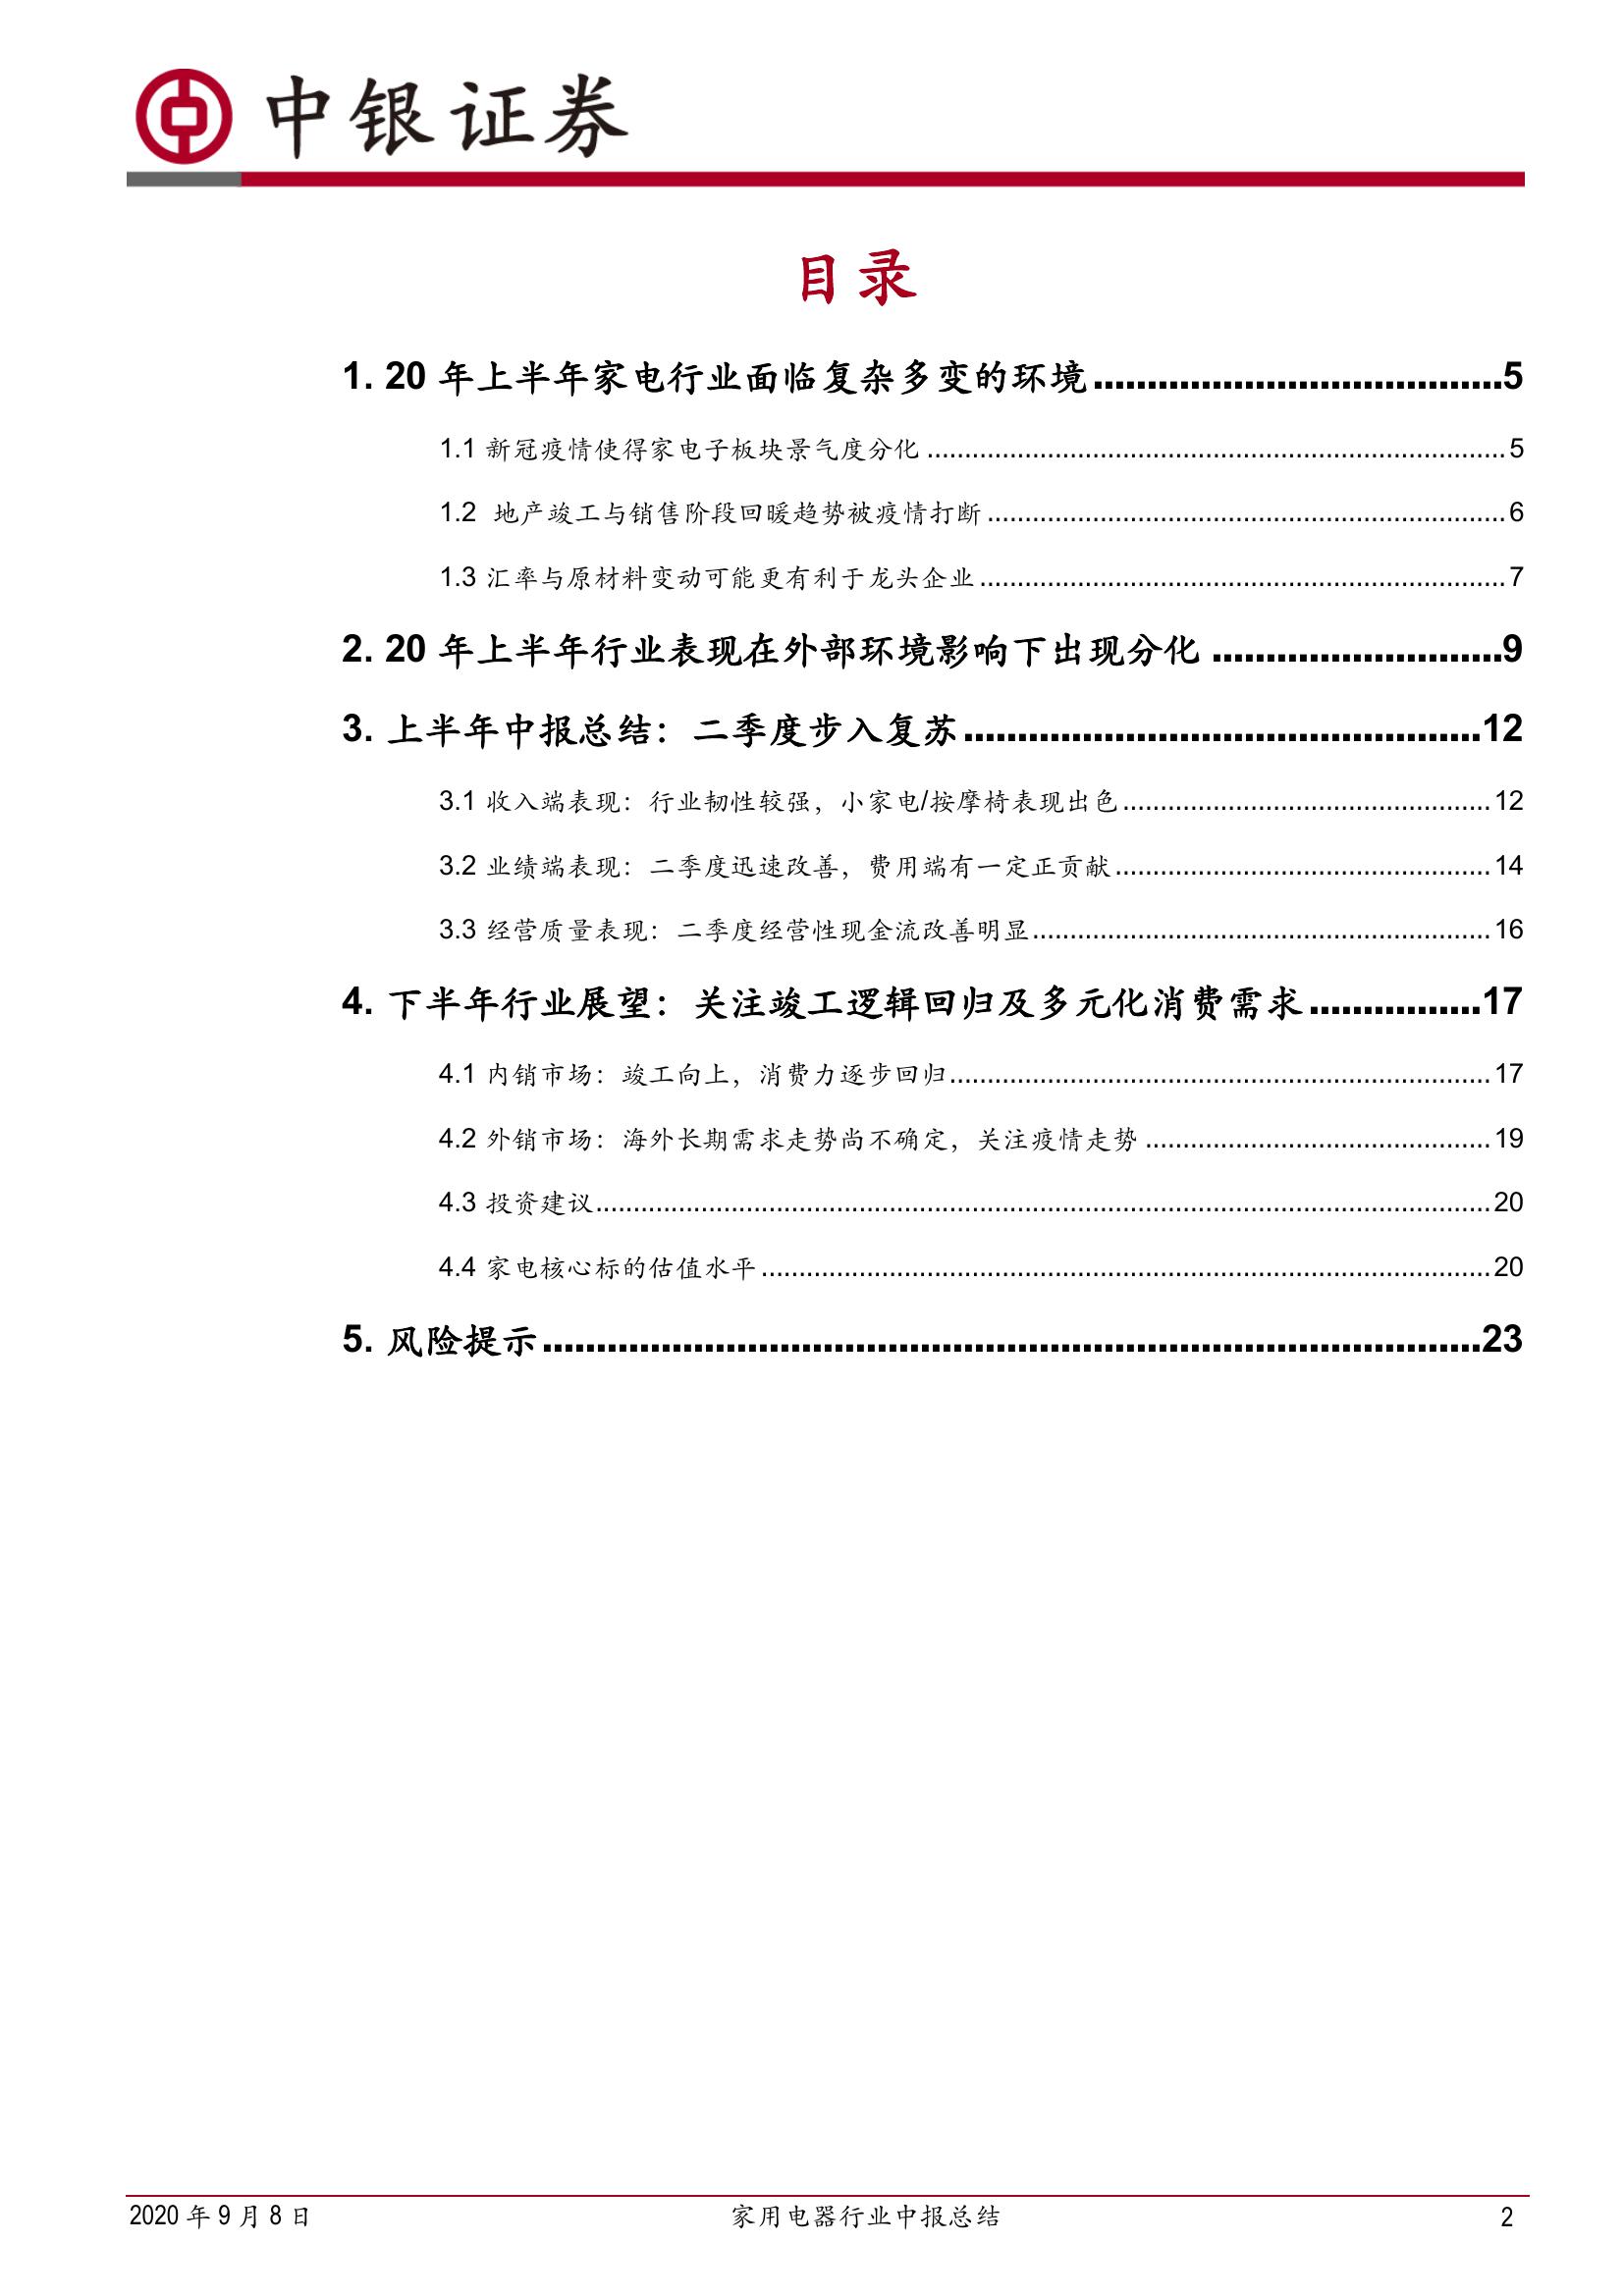 中银证券
目录
1. 20 年上半年家电行业面临复杂多变的环境......................................5
1.1 新冠疫情使得家电子板块景气度分化..............................................................................5
1.2 地产竣工与销售阶段回暖趋势被疫情打断......................................................................6
1.3 汇率与原材料变动可能更有利于龙头企业.......................................................................7
2. 20 年上半年行业表现在外部环境影响下出现分化...........................9
3. 上半年中报总结：二季度步入复苏................................................12
3.1 收入端表现：行业韧性较强，小家电/按摩椅表现出色..................................................12
3.2 业绩端表现：二季度迅速改善，费用端有一定正贡献...................................................14
3.3 经营质量表现：二季度经营性现金流改善明显..............................................................16
4. 下半年行业展望：关注竣工逻辑回归及多元化消费需求................17
4.1 内销市场：竣工向上，消费力逐步回归.........................................................................17
4.2 外销市场：海外长期需求走势尚不确定，关注疫情走势...............................................19
4.3 投资建议.........................................................................................................................20
4.4 家电核心标的估值水平...................................................................................................20
5. 风险提示.......................................................................................23
2020 年 9 月 8 日 家用电器行业中报总结 2